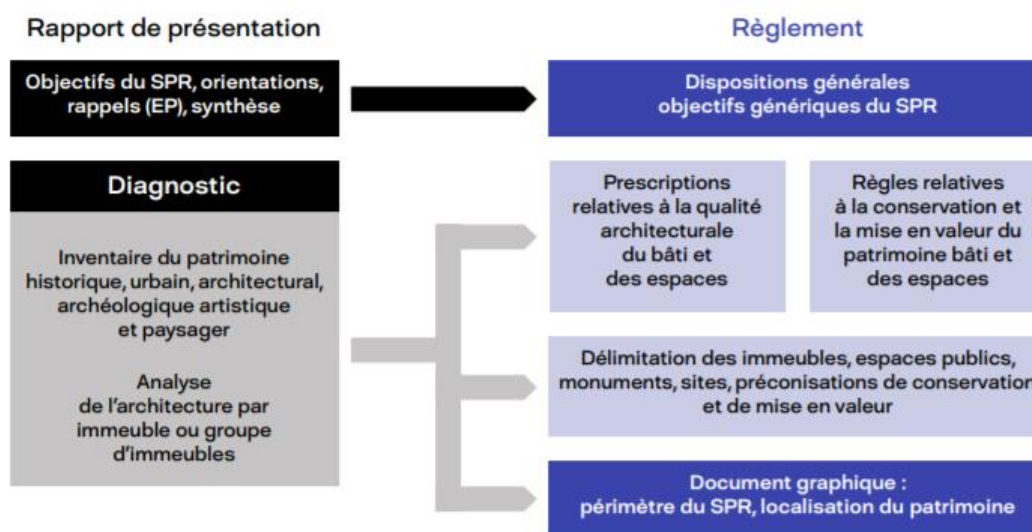 Rapport de présentation
Objectifs du SPR, orientations,
rappels (EP), synthèse
Diagnostic
Inventaire du patrimoine
historique, urbain, architectural,
archéologique artistique
et paysager
Analyse
de l'architecture par
immeuble ou groupe
d'immeubles
Règlement
Dispositions générales
objectifs génériques du SPR
Prescriptions
relatives à la qualité
architecturale
du bâti et
des espaces
Règles relatives
à la conservation et
la mise en valeur du
patrimoine bâti et
des espaces
Délimitation des immeubles, espaces publics,
monuments, sites, préconisations de conservation
et de mise en valeur
Document graphique :
périmètre du SPR, localisation du patrimoine